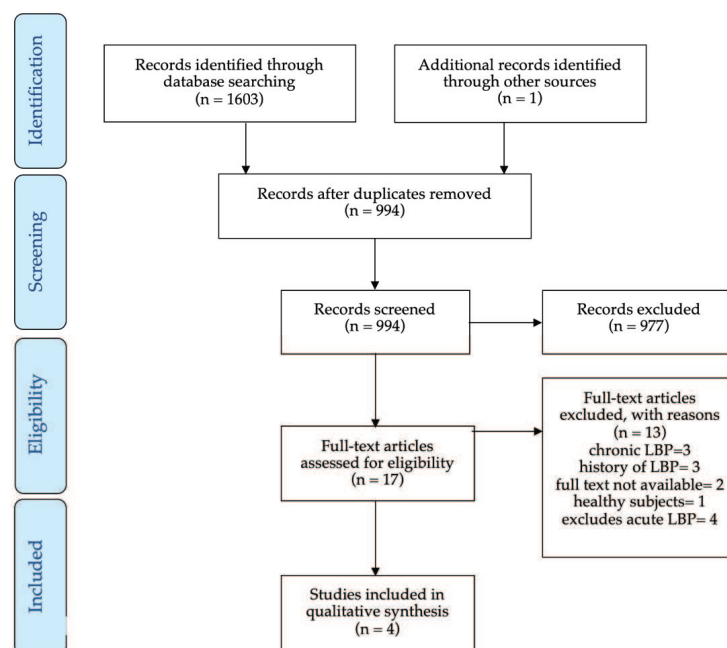 Identification
Records identified through
database searching
(n = 1603)
Additional records identified
through other sources
(n = 1)
Screening
Records after duplicates removed
(n = 994)
Records screened
(n = 994)
Records excluded
(n = 977)
Eligibility
Full-text articles
assessed for eligibility
(n = 17)
Full-text articles
excluded, with reasons
(n = 13)
chronic LBP=3
history of LBP= 3
full text not available= 2
healthy subjects= 1
excludes acute LBP= 4
Included
Studies included in
qualitative synthesis
(n = 4)